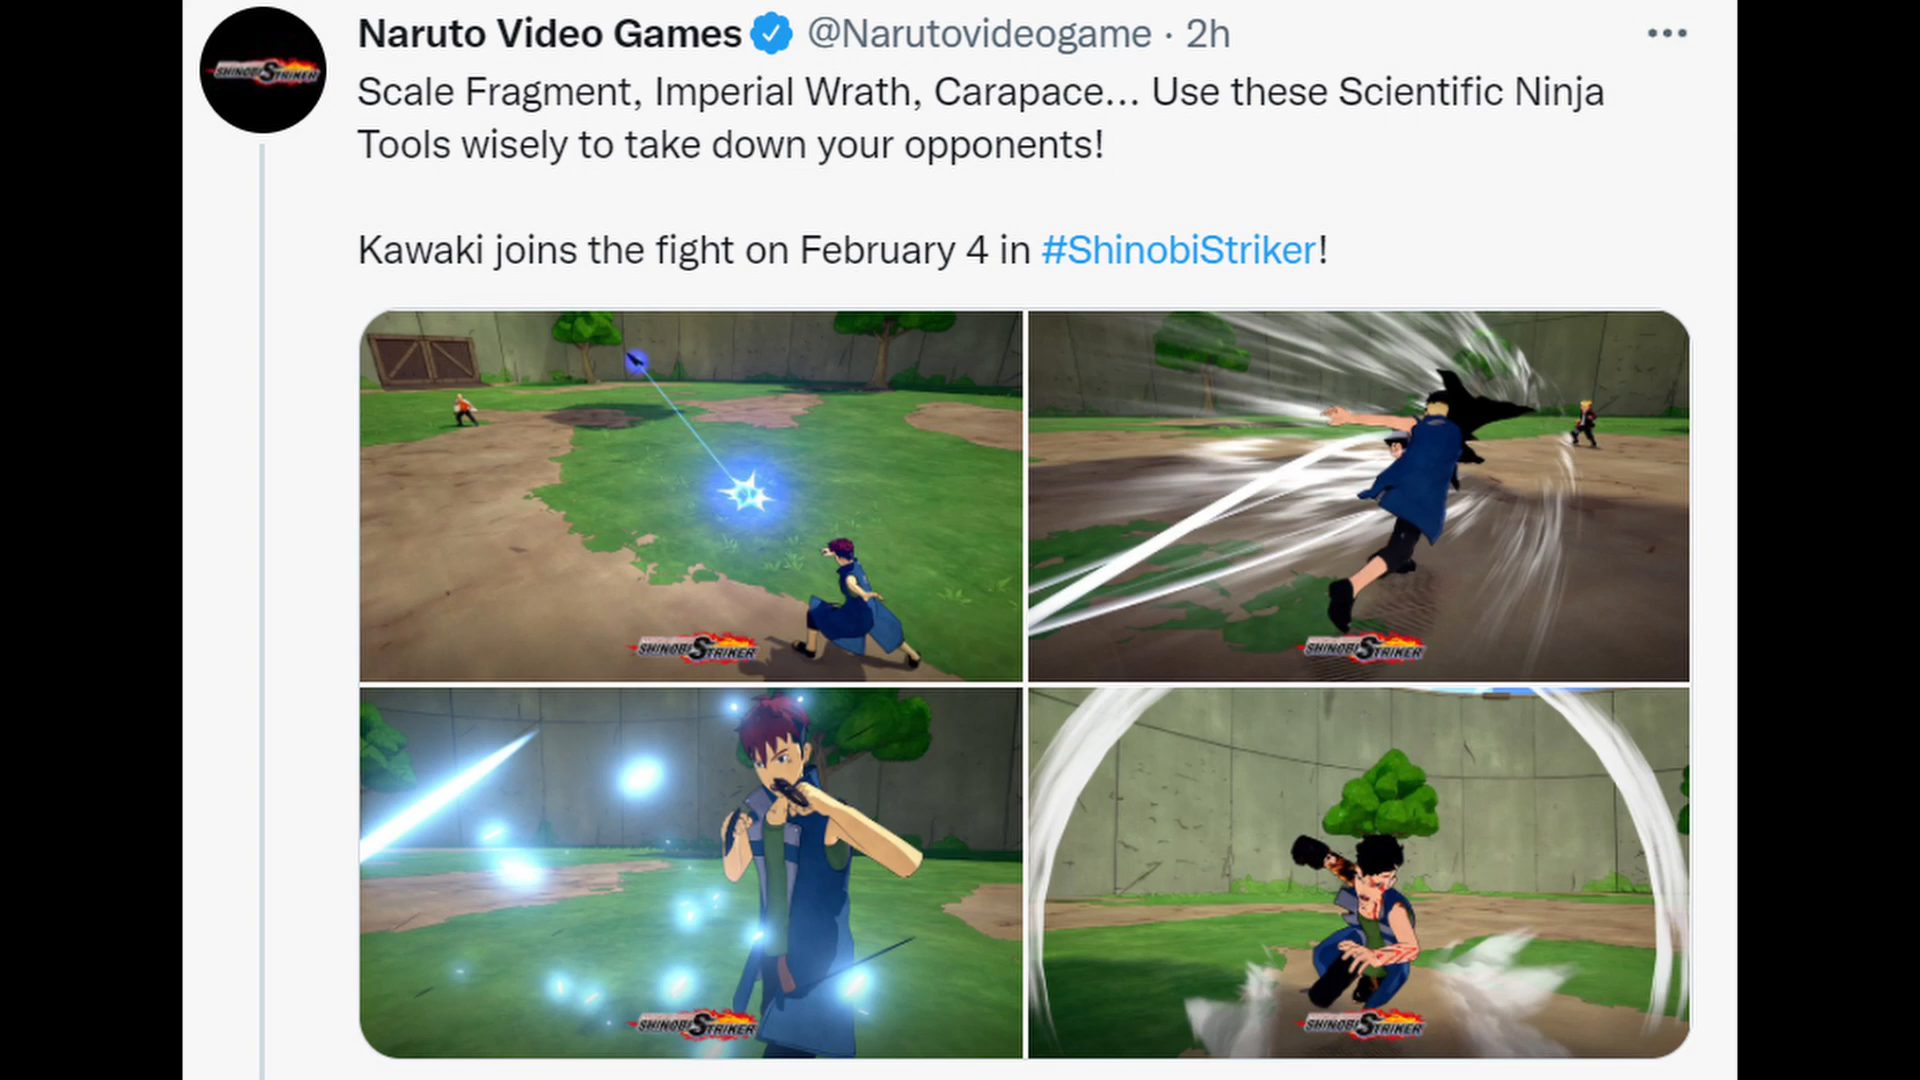 SHINOBI STRIKER
Naruto Video Games @Narutovideogame · 2h
Scale Fragment, Imperial Wrath, Carapace... Use these Scientific Ninja
Tools wisely to take down your opponents!
Kawaki joins the fight on February 4 in #ShinobiStriker!
SHINOBI STRIKER
SHINOBI STRIKER
SHINOBI STRIKER
SHINOBI STRIKER